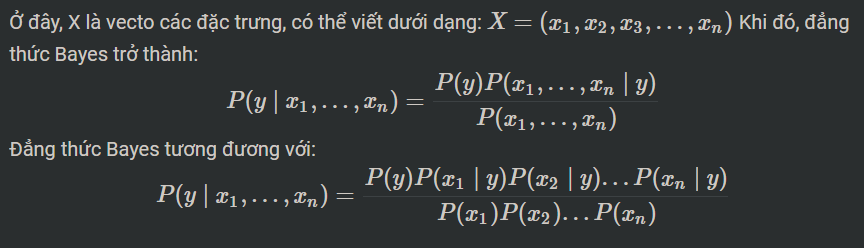 Ở đây, X là vecto các đặc trưng, có thể viết dưới dạng: X = (x₁, x₂, x₃, . . . , xₙ) Khi đó, đẳng
thức Bayes trở thành:
P(y | x₁, . . . , xₙ) = P(y)P(x₁, . . . , xₙ | y) / P(x₁, . . . , xₙ)
Đẳng thức Bayes tương đương với:
P(y | x₁, . . . , xₙ) = P(y)P(x₁ | y)P(x₂ | y). . . P(xₙ | y) / P(x₁)P(x₂). . . P(xₙ)